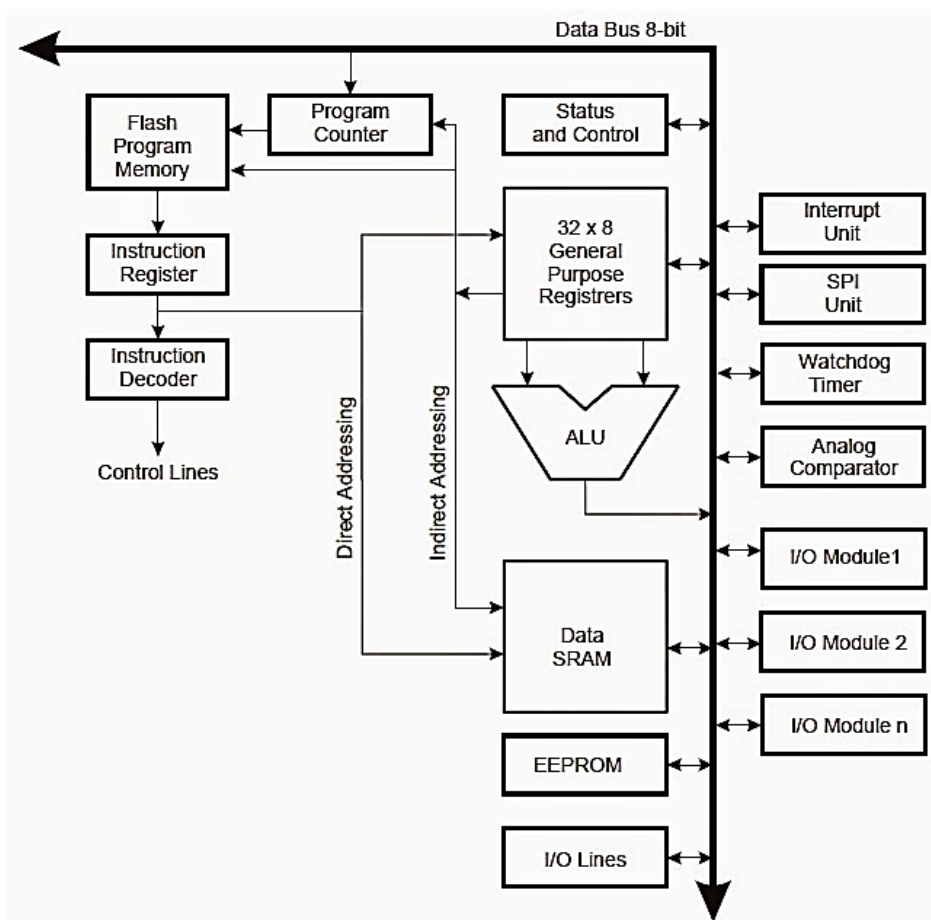 Data Bus 8-bit
Flash
Program
Memory
Program
Counter
Status
and Control
Interrupt
Unit
32 x 8
General
Purpose
Registrers
Instruction
Register
SPI
Unit
Instruction
Decoder
Watchdog
Timer
ALU
Analog
Comparator
Control Lines
Direct Addressing
Indirect Addressing
I/O Module1
Data
SRAM
I/O Module 2
I/O Module n
EEPROM
I/O Lines